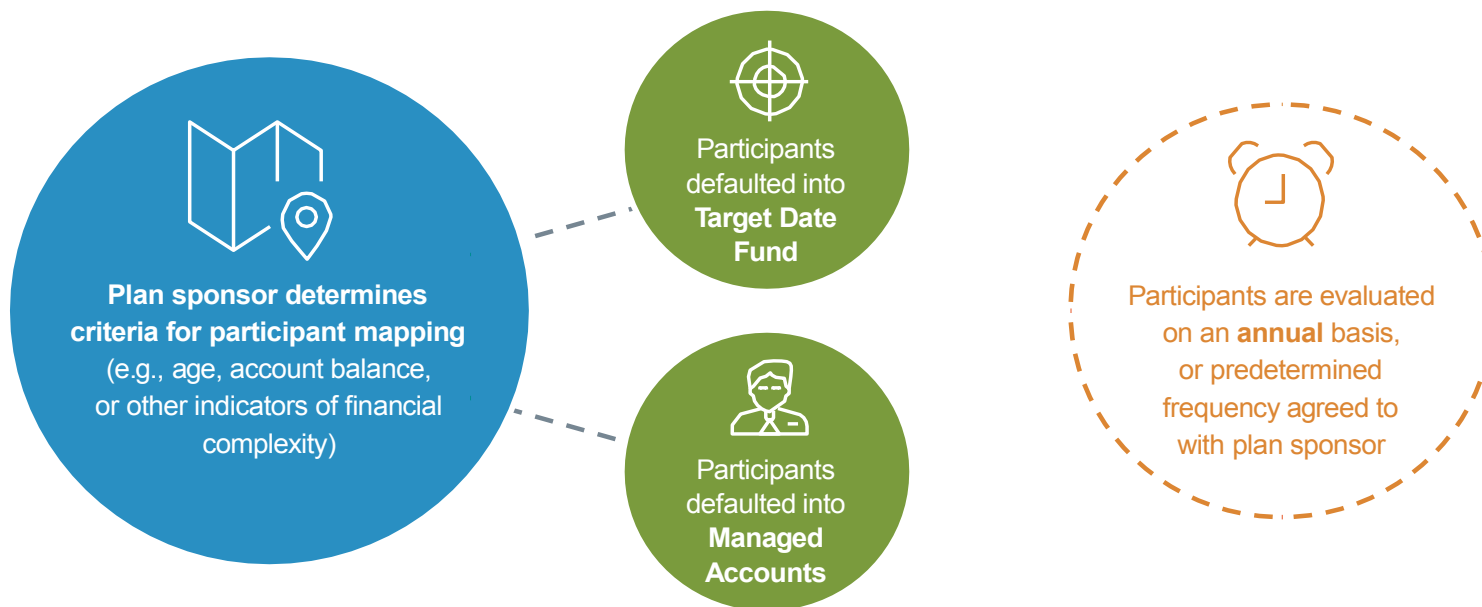 Plan sponsor determines
criteria for participant mapping
(e.g., age, account balance,
or other indicators of financial
complexity)
Participants
defaulted into
Target Date
Fund
Participants
defaulted into
Managed
Accounts
Participants are evaluated
on an annual basis,
or predetermined
frequency agreed to
with plan sponsor